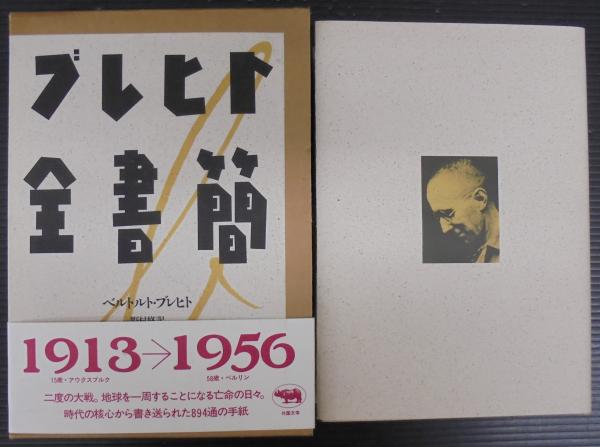 ブレヒト
全書簡
ベルトルト・ブレヒト
1913→1956
15歳・アウクスブルク 58歳・ベルリン
二度の大戦。地球を一周することになる亡命の日々。
時代の核心から書き送られた894通の手紙